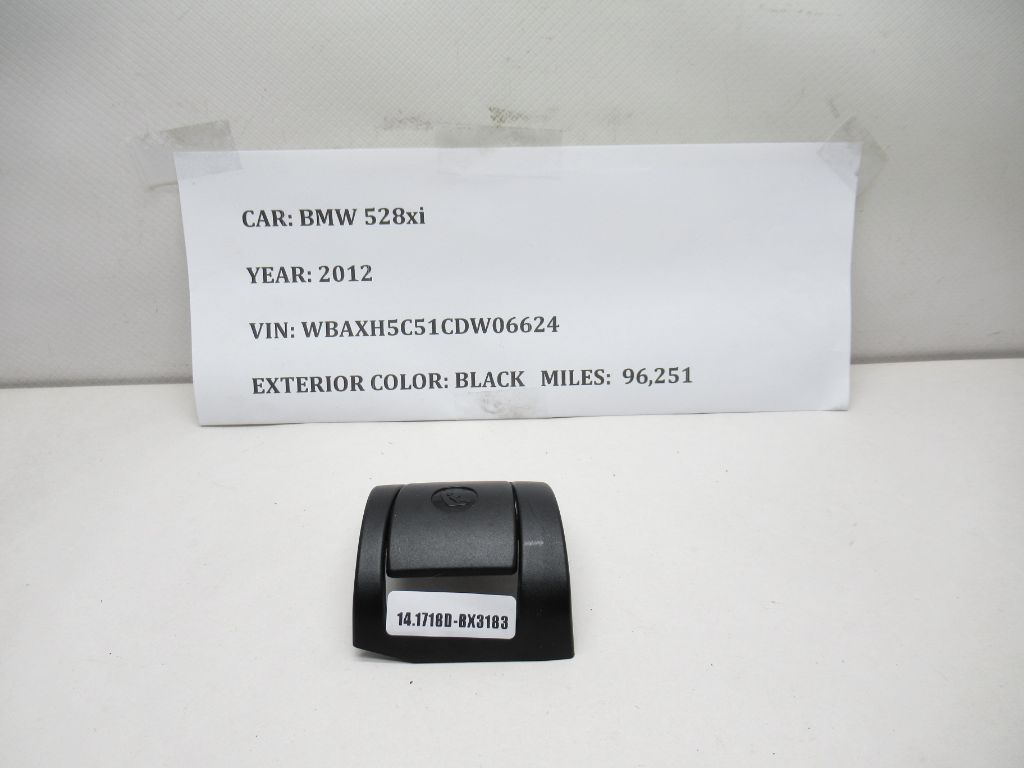 CAR: BMW 528xi
YEAR: 2012
VIN: WBAXH5C51CDW06624
EXTERIOR COLOR: BLACK MILES: 96,251
14.1718D-BX3183